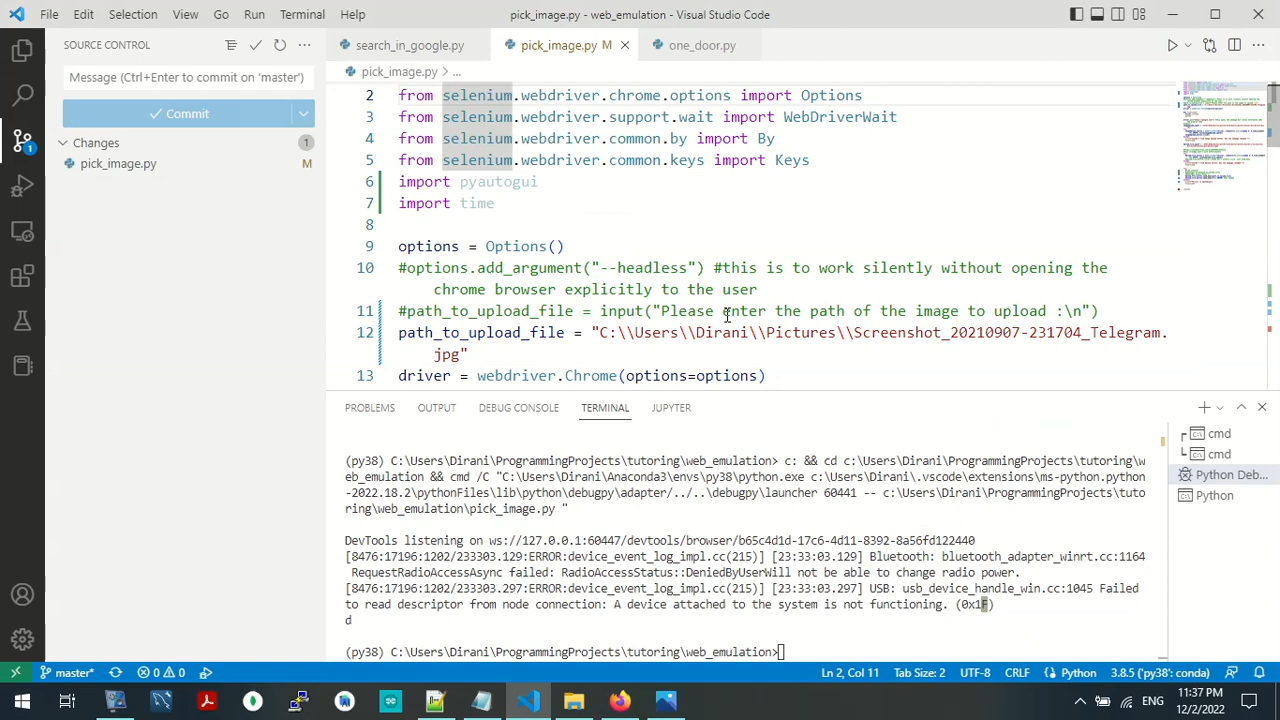 File Edit Selection View Go Run Terminal Help
pick_image.py - web_emulation - Visual Studio Code
SOURCE CONTROL
search_in_google.py
pick_image.py M
one_door.py
Message (Ctrl+Enter to commit on 'master')
pick_image.py > ...
Commit
Changes 1
pick_image.py M
1
2 from selenium.webdriver.chrome.options import Options
3 from selenium.webdriver.support.wait import WebDriverWait
4 from selenium.webdriver.common.by import By
5 from selenium.webdriver.common.keys import Keys
6 import pyautogui
7 import time
8
9 options = Options()
10 #options.add_argument("--headless") #this is to work silently without opening the
chrome browser explicitly to the user
11 #path_to_upload_file = input("Please enter the path of the image to upload :\n")
12 path_to_upload_file = "C:\\Users\\Dirani\\Pictures\\Screenshot_20210907-231704_Telegram.
jpg"
13 driver = webdriver.Chrome(options=options)
PROBLEMS OUTPUT DEBUG CONSOLE TERMINAL JUPYTER
cmd
cmd
Python Deb...
Python
(py38) C:\Users\Dirani\ProgrammingProjects\tutoring\web_emulation> c: && cd c:\Users\Dirani\ProgrammingProjects\tutoring\w
eb_emulation && cmd /C "C:\Users\Dirani\Anaconda3\envs\py38\python.exe c:\Users\Dirani\.vscode\extensions\ms-python.python
-2022.18.2\pythonFiles\lib\python\debugpy\adapter/../..\debugpy\launcher 60441 -- c:\Users\Dirani\ProgrammingProjects\tuto
ring\web_emulation\pick_image.py "
DevTools listening on ws://127.0.0.1:60447/devtools/browser/b65c4d1d-17c6-4d11-8392-8a56fd122440
[8476:17196:1202/233303.129:ERROR:device_event_log_impl.cc(215)] [23:33:03.129] Bluetooth: bluetooth_adapter_winrt.cc:1164
RequestRadioAccessAsync failed: RadioAccessStatus::DeniedByUserWill not be able to change radio power.
[8476:17196:1202/233303.297:ERROR:device_event_log_impl.cc(215)] [23:33:03.297] USB: usb_device_handle_win.cc:1045 Failed
to read descriptor from node connection: A device attached to the system is not functioning. (0x1F)
d
(py38) C:\Users\Dirani\ProgrammingProjects\tutoring\web_emulation>
master* 0 0 Ln 2, Col 11 Tab Size: 2 UTF-8 CRLF Python 3.8.5 ('py38': conda)
ENG
11:37 PM
12/2/2022